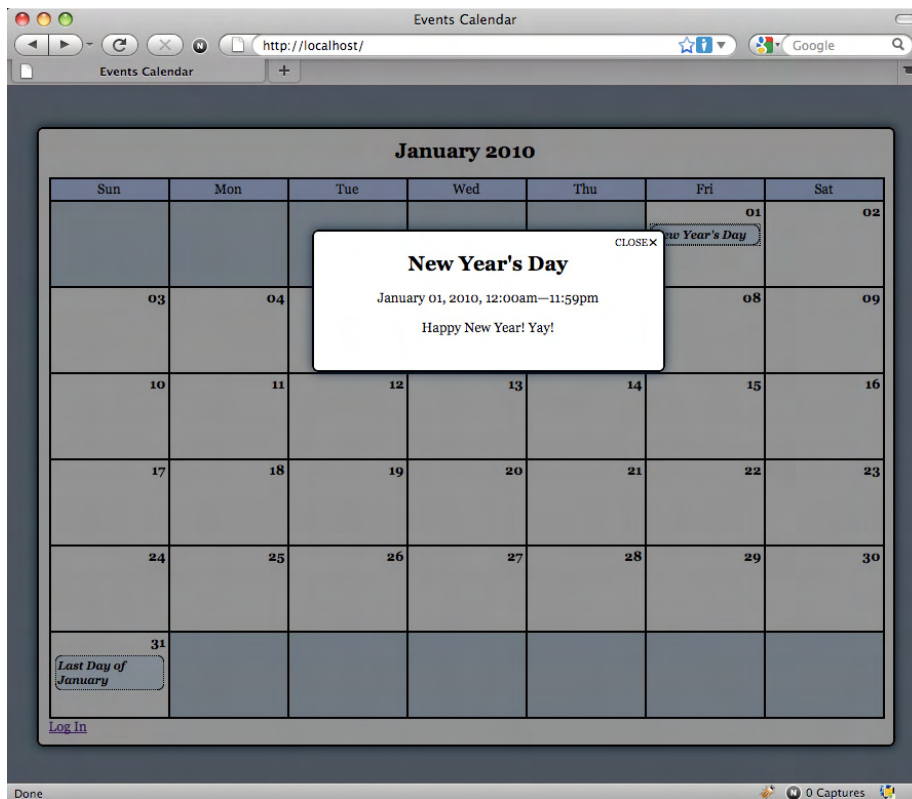 Events Calendar
http://localhost/
Google
Events Calendar
+
January 2010
Sun Mon Tue Wed Thu Fri Sat
01 02
New Year's Day
CLOSE✕
New Year's Day
January 01, 2010, 12:00am—11:59pm
Happy New Year! Yay!
03 04 08 09
10 11 12 13 14 15 16
17 18 19 20 21 22 23
24 25 26 27 28 29 30
31
Last Day of
January
Log In
Done
N 0 Captures